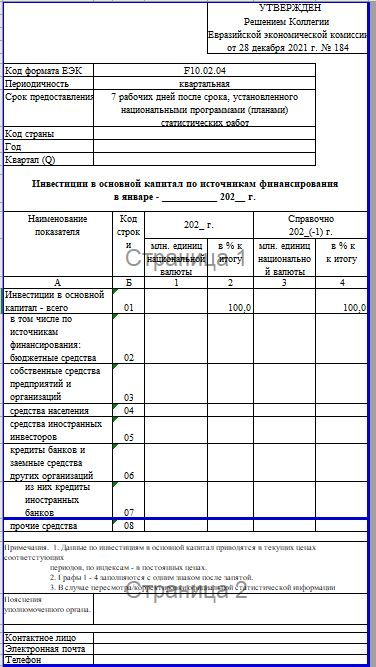 УТВЕРЖДЕН
Решением Коллегии
Евразийской экономической комиссии
от 28 декабря 2021 г. № 184
Код формата ЕЭК F10.02.04
Периодичность квартальная
Срок предоставления 7 рабочих дней после срока, установленного
национальными программами (планами)
статистических работ
Код страны
Год
Квартал (Q)
Инвестиции в основной капитал по источникам финансирования
в январе - ____________ 202__ г.
Наименование Код 202_ г. Справочно
показателя строк 202_(-1) г.
и млн. единиц в % к млн. единиц в % к
национальной итогу национально к итогу
валюты й валюты
Страница 1
А Б 1 2 3 4
Инвестиции в основной
капитал - всего 01 100,0 100,0
в том числе по
источникам
финансирования:
бюджетные средства 02
собственные средства
предприятий и
организаций 03
средства населения 04
средства иностранных
инвесторов 05
кредиты банков и
заемные средства
других организаций 06
из них кредиты
иностранных
банков 07
прочие средства 08
Примечания. 1. Данные по инвестициям в основной капитал приводятся в текущих ценах
соответстующих
периодов, по индексам - в постоянных ценах.
2. Графы 1 - 4 заполняются с одним знаком после запятой.
3. В случае пересмотра/корректировки официальной статистической информации
Страница 2
Пояснения
уполномоченного органа.
Контактное лицо
Электронная почта
Телефон